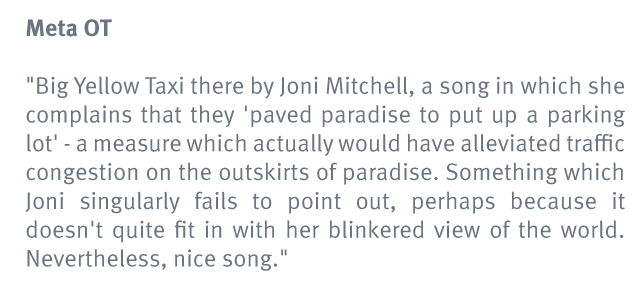 Meta OT
"Big Yellow Taxi there by Joni Mitchell, a song in which she
complains that they 'paved paradise to put up a parking
lot' - a measure which actually would have alleviated traffic
congestion on the outskirts of paradise. Something which
Joni singularly fails to point out, perhaps because it
doesn't quite fit in with her blinkered view of the world.
Nevertheless, nice song."